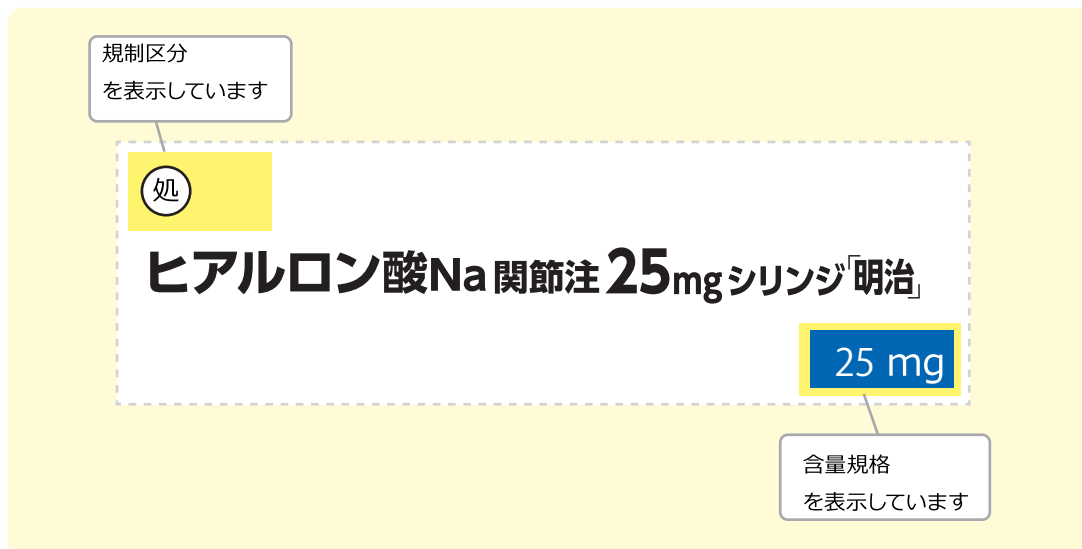 規制区分
を表示しています
処
ヒアルロン酸Na関節注25mgシリンジ「明治」
25 mg
含量規格
を表示しています